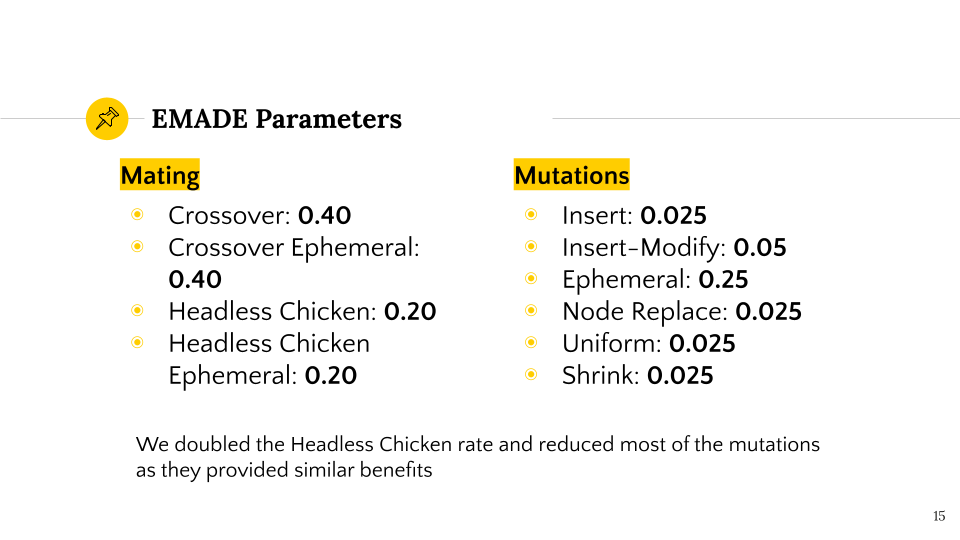 EMADE Parameters
Mating
Crossover: 0.40
Crossover Ephemeral:
0.40
Headless Chicken: 0.20
Headless Chicken
Ephemeral: 0.20
Mutations
Insert: 0.025
Insert-Modify: 0.05
Ephemeral: 0.25
Node Replace: 0.025
Uniform: 0.025
Shrink: 0.025
We doubled the Headless Chicken rate and reduced most of the mutations
as they provided similar benefits
15